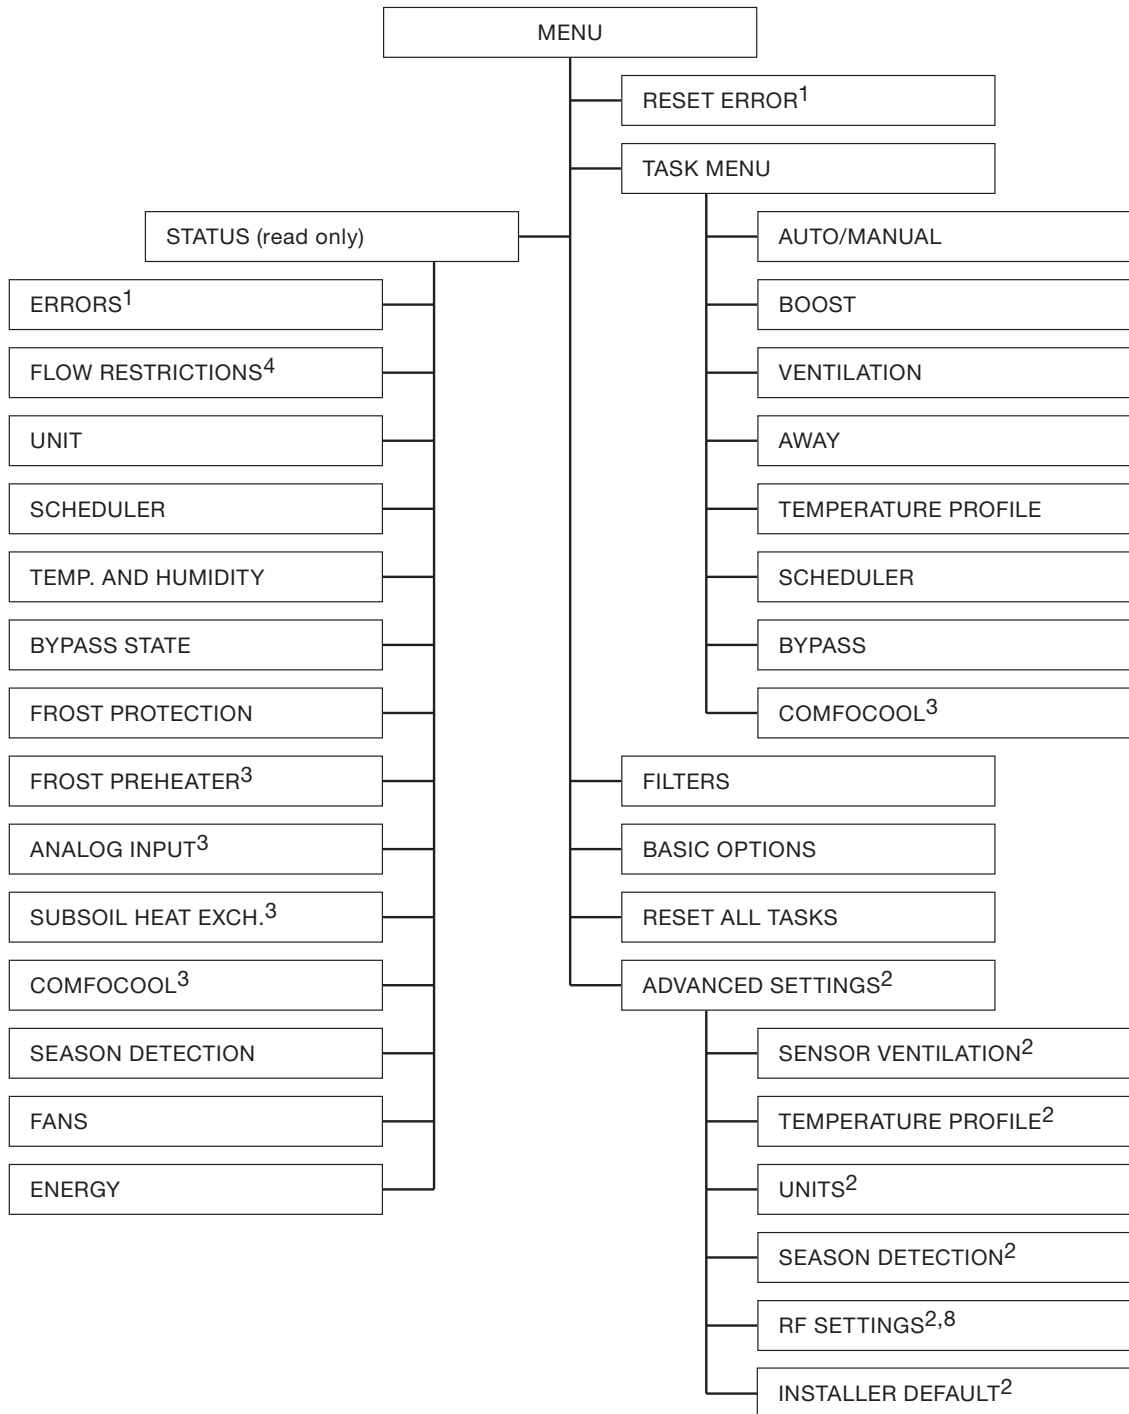 MENU
RESET ERROR1
TASK MENU
AUTO/MANUAL
BOOST
VENTILATION
AWAY
TEMPERATURE PROFILE
SCHEDULER
BYPASS
COMFOCOOL3
STATUS (read only)
ERRORS1
FLOW RESTRICTIONS4
UNIT
SCHEDULER
TEMP. AND HUMIDITY
BYPASS STATE
FROST PROTECTION
FROST PREHEATER3
ANALOG INPUT3
SUBSOIL HEAT EXCH.3
COMFOCOOL3
SEASON DETECTION
FANS
ENERGY
FILTERS
BASIC OPTIONS
RESET ALL TASKS
ADVANCED SETTINGS2
SENSOR VENTILATION2
TEMPERATURE PROFILE2
UNITS2
SEASON DETECTION2
RF SETTINGS2,8
INSTALLER DEFAULT2